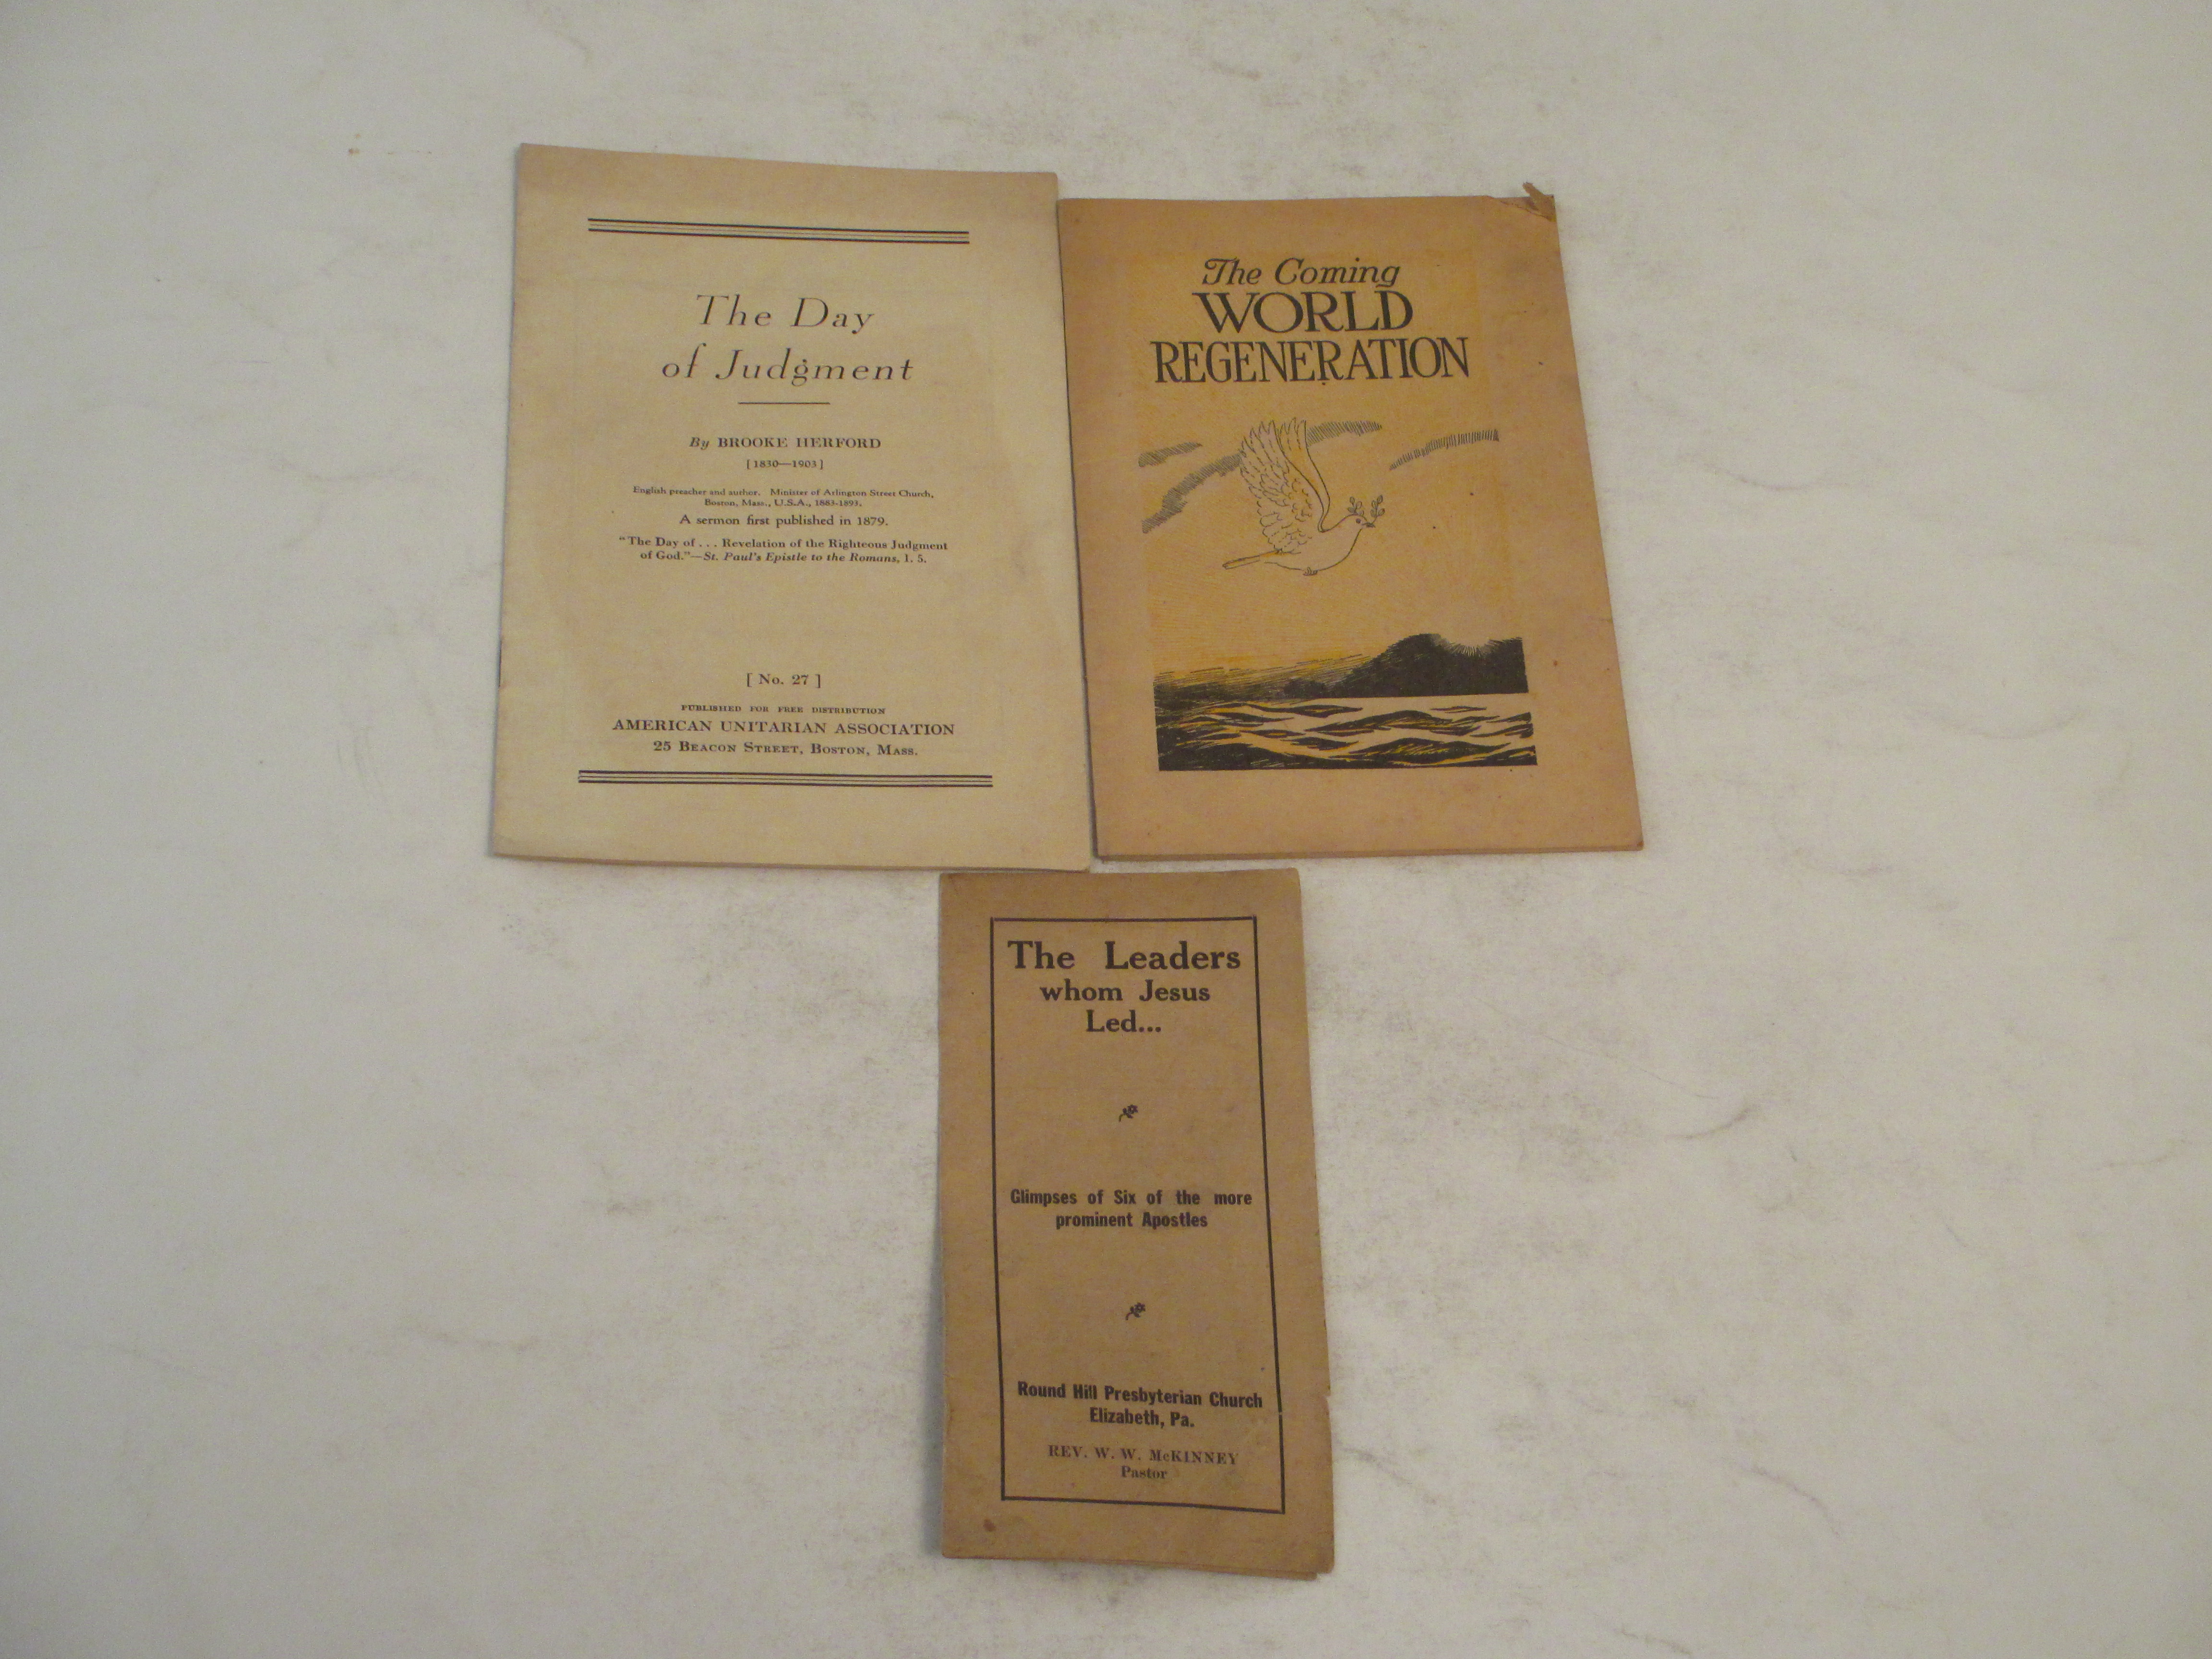 The Day
of Judgment
By BROOKE HERFORD
[1830—1903]
English preacher and author. Minister of Arlington Street Church,
Boston, Mass., U.S.A., 1883-1893.
A sermon first published in 1879.
"The Day of . . . Revelation of the Righteous Judgment
of God."—St. Paul's Epistle to the Romans, I. 5.
[ No. 27 ]
PUBLISHED FOR FREE DISTRIBUTION
AMERICAN UNITARIAN ASSOCIATION
25 BEACON STREET, BOSTON, MASS.
The Coming
WORLD
REGENERATION
The Leaders
whom Jesus
Led...
Glimpses of Six of the more
prominent Apostles
Round Hill Presbyterian Church
Elizabeth, Pa.
REV. W. W. McKINNEY
Pastor